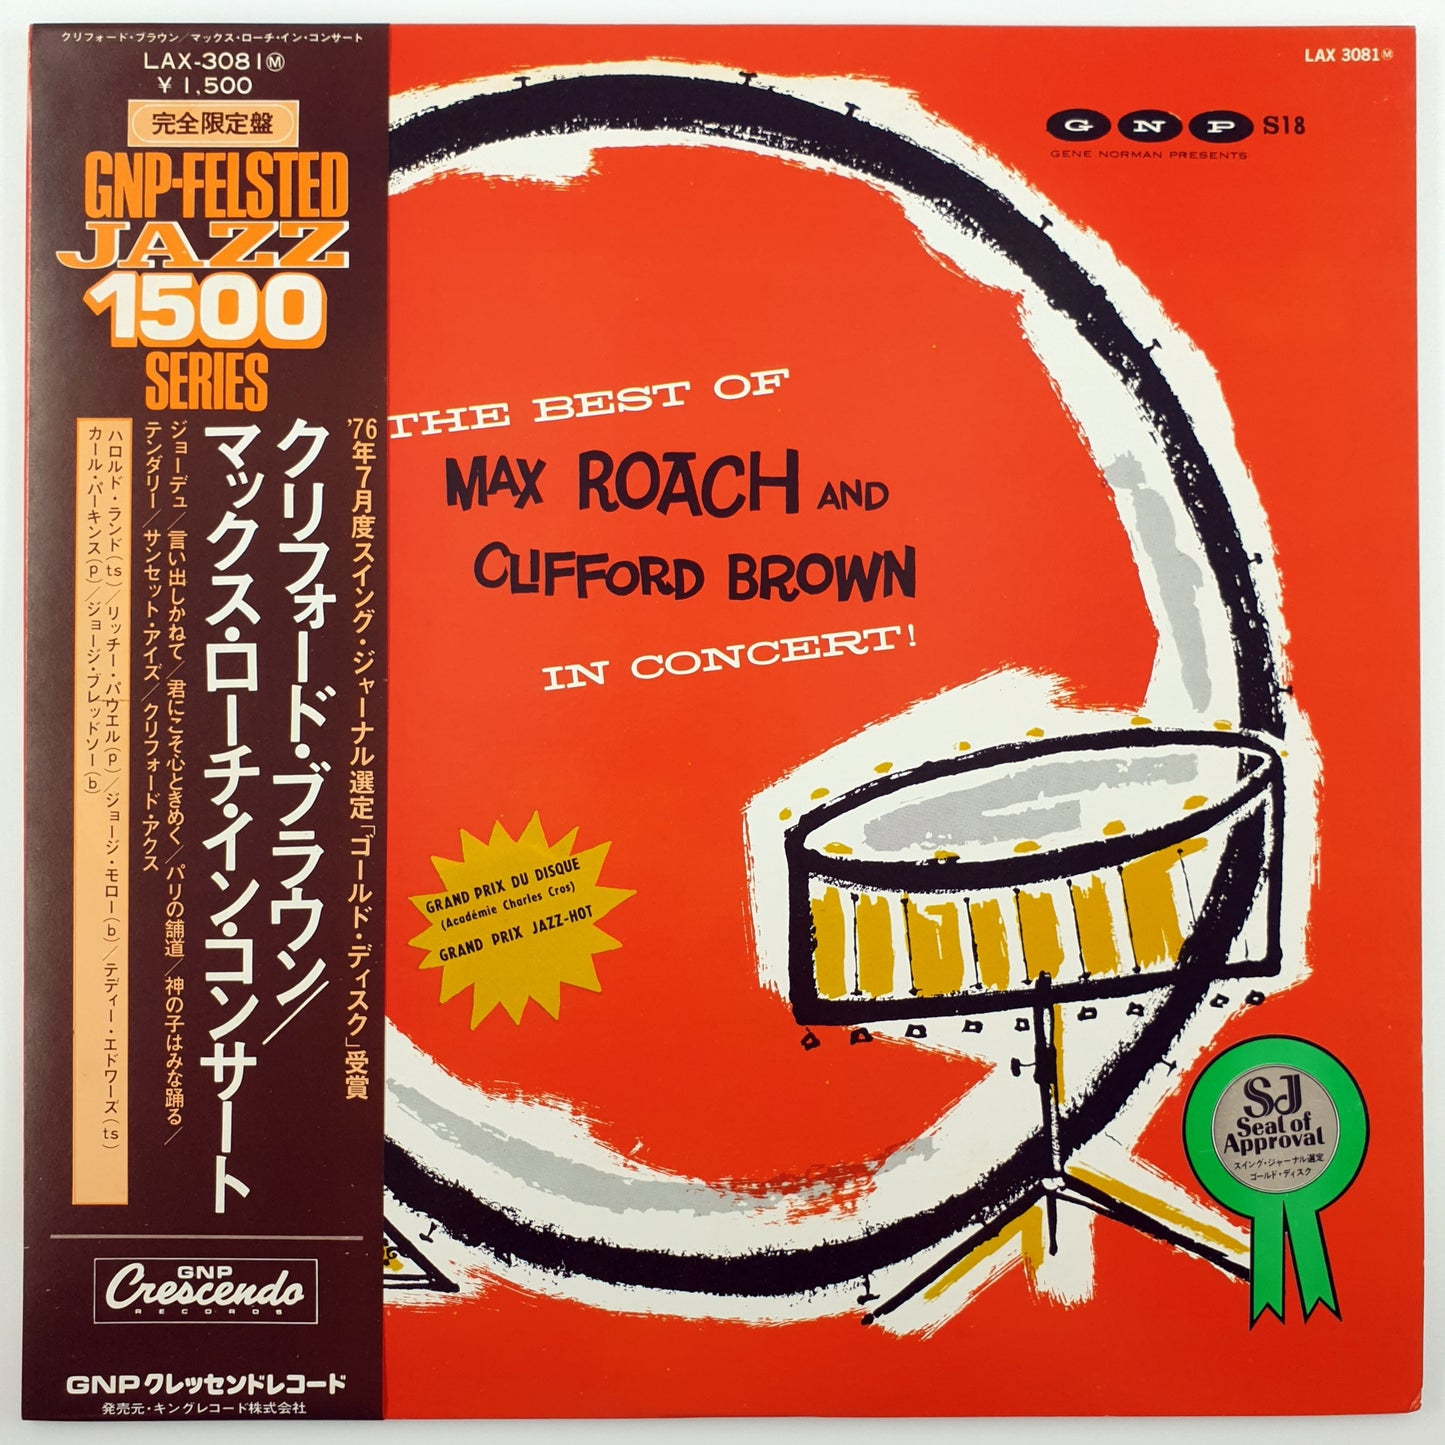 クリフォード・ブラウン/マックス・ローチ・イン・コンサート
LAX-3081Ⓜ
¥1,500
完全限定盤
GNP-FELSTED
JAZZ
1500
SERIES
'76年7月度スイング・ジャーナル選定「ゴールド・ディスク」受賞
クリフォード・ブラウン/
マックス・ローチ・イン・コンサート
ジョーデュ/言い出しかねて/君にこそ心ときめく/パリの舗道/神の子はみな踊る/
テンダリー/サンセット・アイズ/クリフォード・アクス
ハロルド・ランド(ts)/リッチー・パウエル(p)/ジョージ・モロー(b)/テディー・エドワーズ(ts)
カール・パーキンス(p)/ジョージ・ブレッドソー(b)
GNP
Crescendo
RECORDS
GNPクレッセンドレコード
発売元・キングレコード株式会社
LAX 3081Ⓜ
GNP S18
GENE NORMAN PRESENTS
THE BEST OF
MAX ROACH AND
CLIFFORD BROWN
IN CONCERT!
GRAND PRIX DU DISQUE
(Académie Charles Cros)
GRAND PRIX JAZZ-HOT
SJ
Seal of
Approval
スイング・ジャーナル選定
ゴールド・ディスク